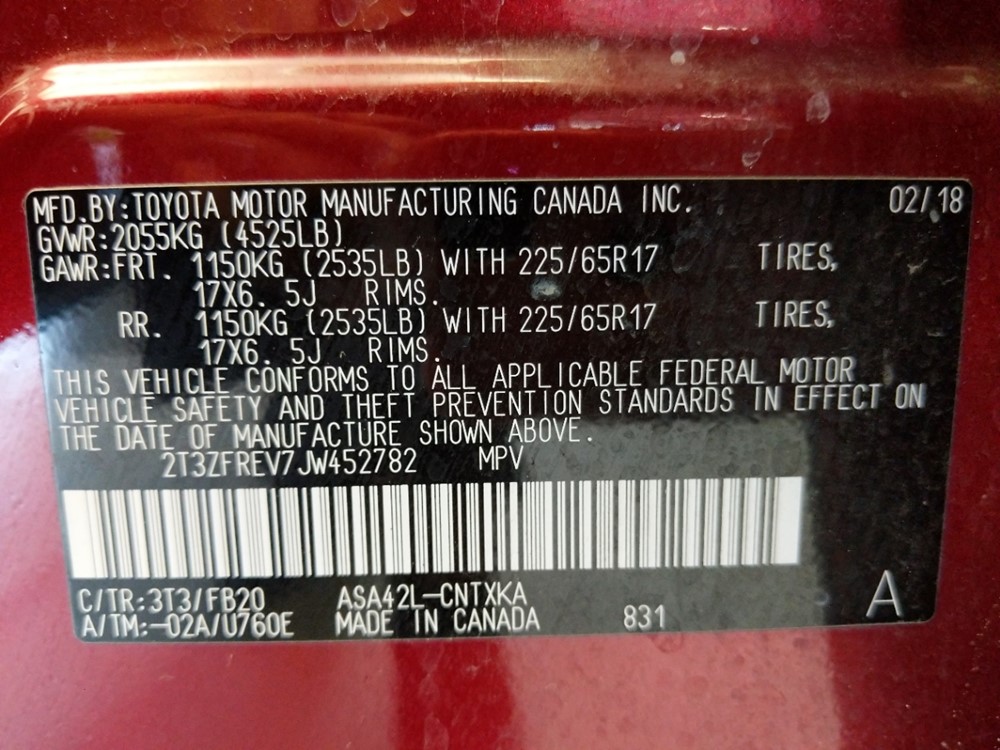 MFD.BY:TOYOTA MOTOR MANUFACTURING CANADA INC. 02/18
GVWR:2055KG (4525LB)
GAWR:FRT. 1150KG (2535LB) WITH 225/65R17 TIRES,
17X6. 5J RIMS.
RR. 1150KG (2535LB) WITH 225/65R17 TIRES,
17X6. 5J RIMS.
THIS VEHICLE CONFORMS TO ALL APPLICABLE FEDERAL MOTOR
VEHICLE SAFETY AND THEFT PREVENTION STANDARDS IN EFFECT ON
THE DATE OF MANUFACTURE SHOWN ABOVE.
2T3ZFREV7JW452782 MPV
C/TR:3T3/FB20 ASA42L-CNTXKA A
A/TM:-02A/U760E MADE IN CANADA 831